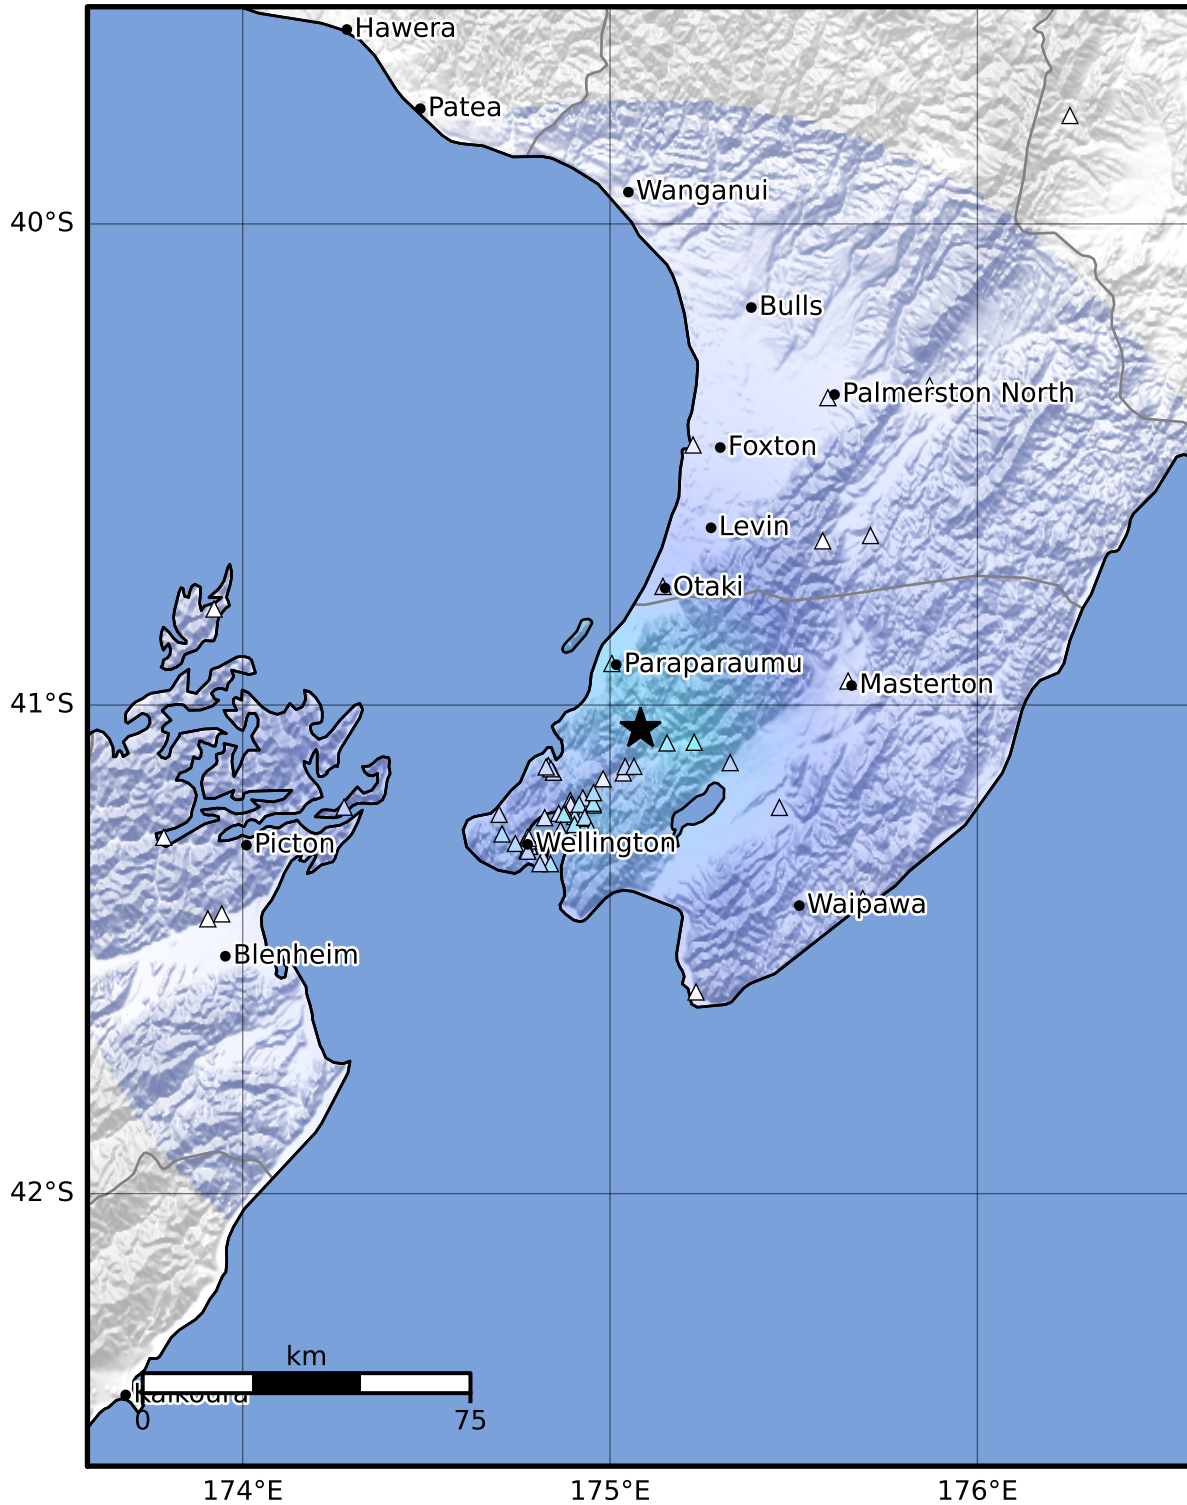 Hawera
Patea
Wanganui
40°S
Bulls
Palmerston North
Foxton
Levin
Otaki
Paraparaumu
Masterton
41°S
Wellington
Picton
Waipawa
Blenheim
42°S
km
Kaikoura
0
75
174°E
175°E
176°E